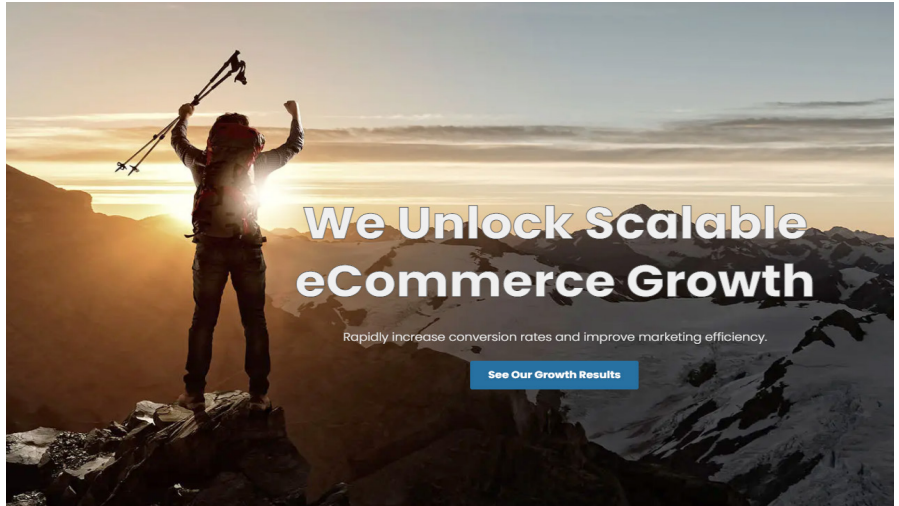 We Unlock Scalable
eCommerce Growth
Rapidly increase conversion rates and improve marketing efficiency.
See Our Growth Results